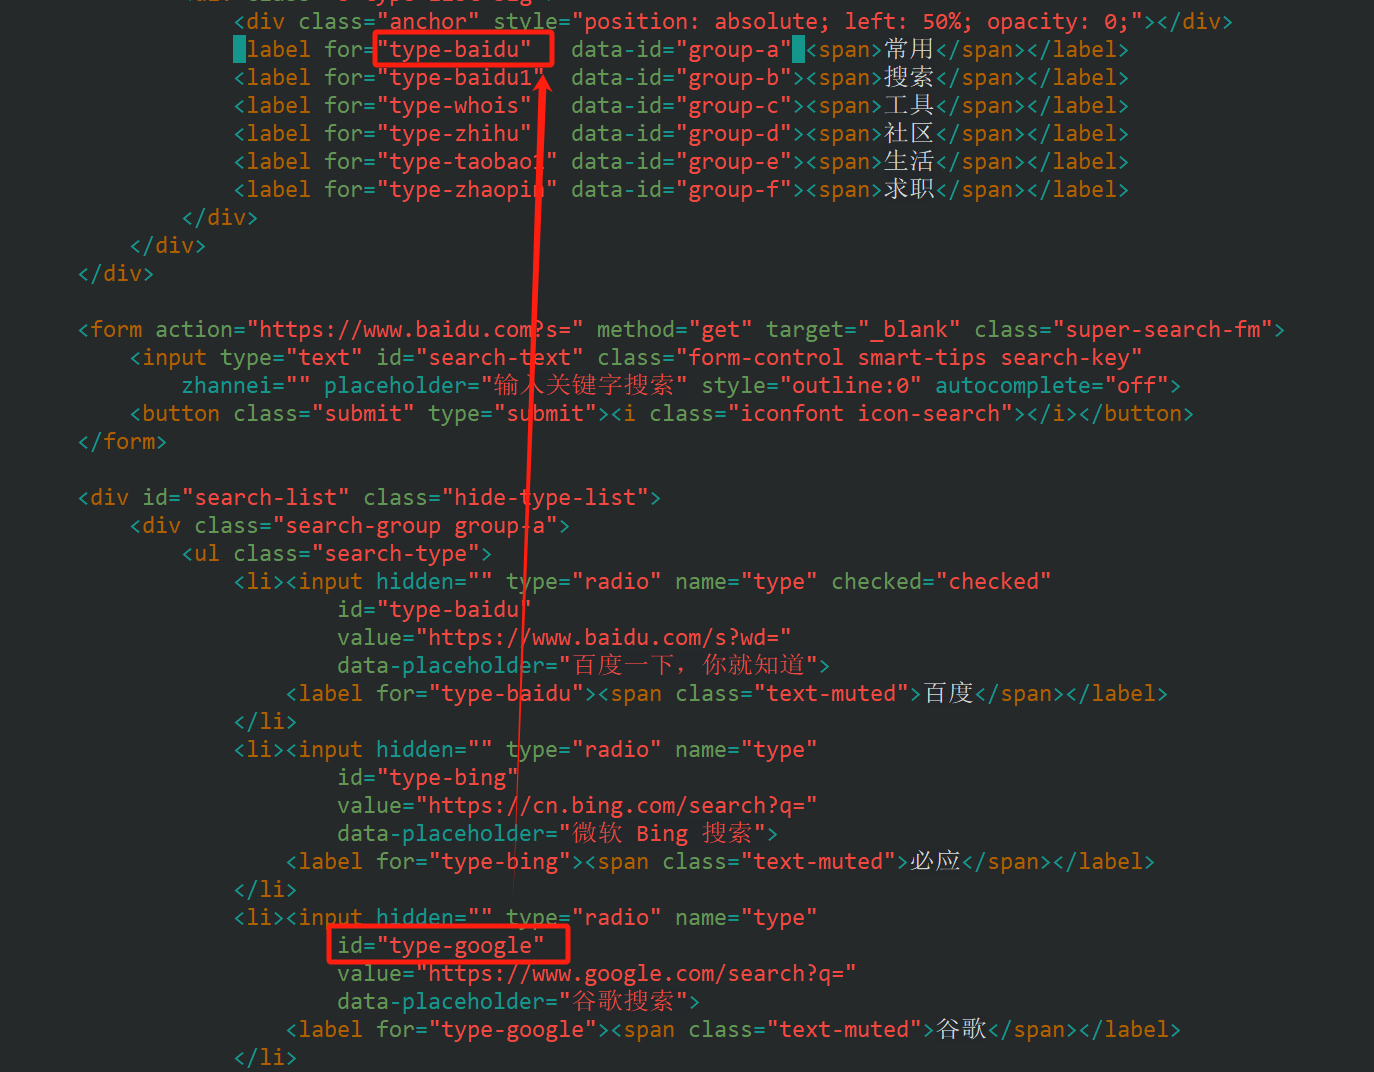 <div class="anchor" style="position: absolute; left: 50%; opacity: 0;"></div>
<label for="type-baidu" data-id="group-a"><span>常用</span></label>
<label for="type-baidu1" data-id="group-b"><span>搜索</span></label>
<label for="type-whois" data-id="group-c"><span>工具</span></label>
<label for="type-zhihu" data-id="group-d"><span>社区</span></label>
<label for="type-taobao1" data-id="group-e"><span>生活</span></label>
<label for="type-zhaopin" data-id="group-f"><span>求职</span></label>
</div>
</div>
</div>
<form action="https://www.baidu.com?s=" method="get" target="_blank" class="super-search-fm">
<input type="text" id="search-text" class="form-control smart-tips search-key"
zhannei="" placeholder="输入关键字搜索" style="outline:0" autocomplete="off">
<button class="submit" type="submit"><i class="iconfont icon-search"></i></button>
</form>
<div id="search-list" class="hide-type-list">
<div class="search-group group-a">
<ul class="search-type">
<li><input hidden="" type="radio" name="type" checked="checked"
id="type-baidu"
value="https://www.baidu.com/s?wd="
data-placeholder="百度一下，你就知道">
<label for="type-baidu"><span class="text-muted">百度</span></label>
</li>
<li><input hidden="" type="radio" name="type"
id="type-bing"
value="https://cn.bing.com/search?q="
data-placeholder="微软 Bing 搜索">
<label for="type-bing"><span class="text-muted">必应</span></label>
</li>
<li><input hidden="" type="radio" name="type"
id="type-google"
value="https://www.google.com/search?q="
data-placeholder="谷歌搜索">
<label for="type-google"><span class="text-muted">谷歌</span></label>
</li>